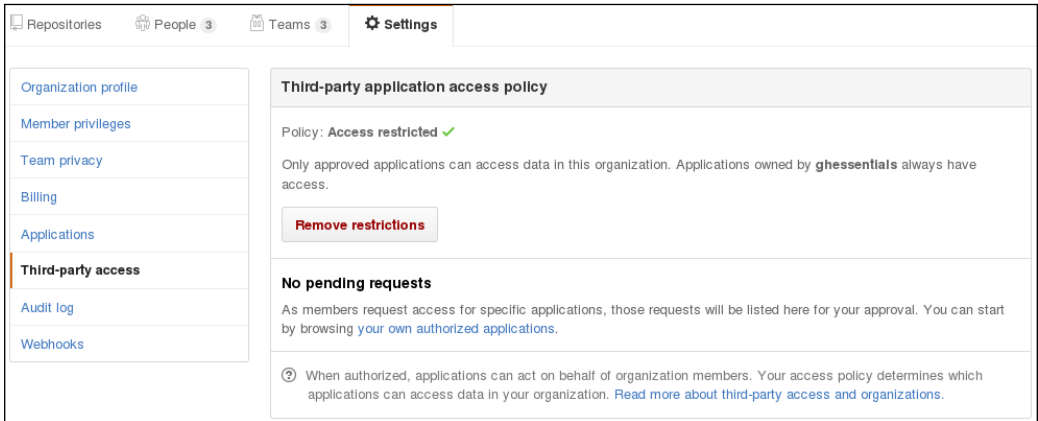 Repositories People 3 Teams 3 Settings
Organization profile
Member privileges
Team privacy
Billing
Applications
Third-party access
Audit log
Webhooks
Third-party application access policy
Policy: Access restricted
Only approved applications can access data in this organization. Applications owned by ghessentials always have
access.
Remove restrictions
No pending requests
As members request access for specific applications, those requests will be listed here for your approval. You can start
by browsing your own authorized applications.
When authorized, applications can act on behalf of organization members. Your access policy determines which
applications can access data in your organization. Read more about third-party access and organizations.